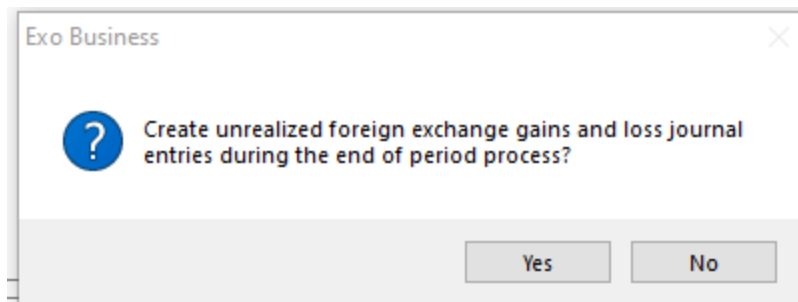 Exo Business
Create unrealized foreign exchange gains and loss journal
entries during the end of period process?
Yes
No